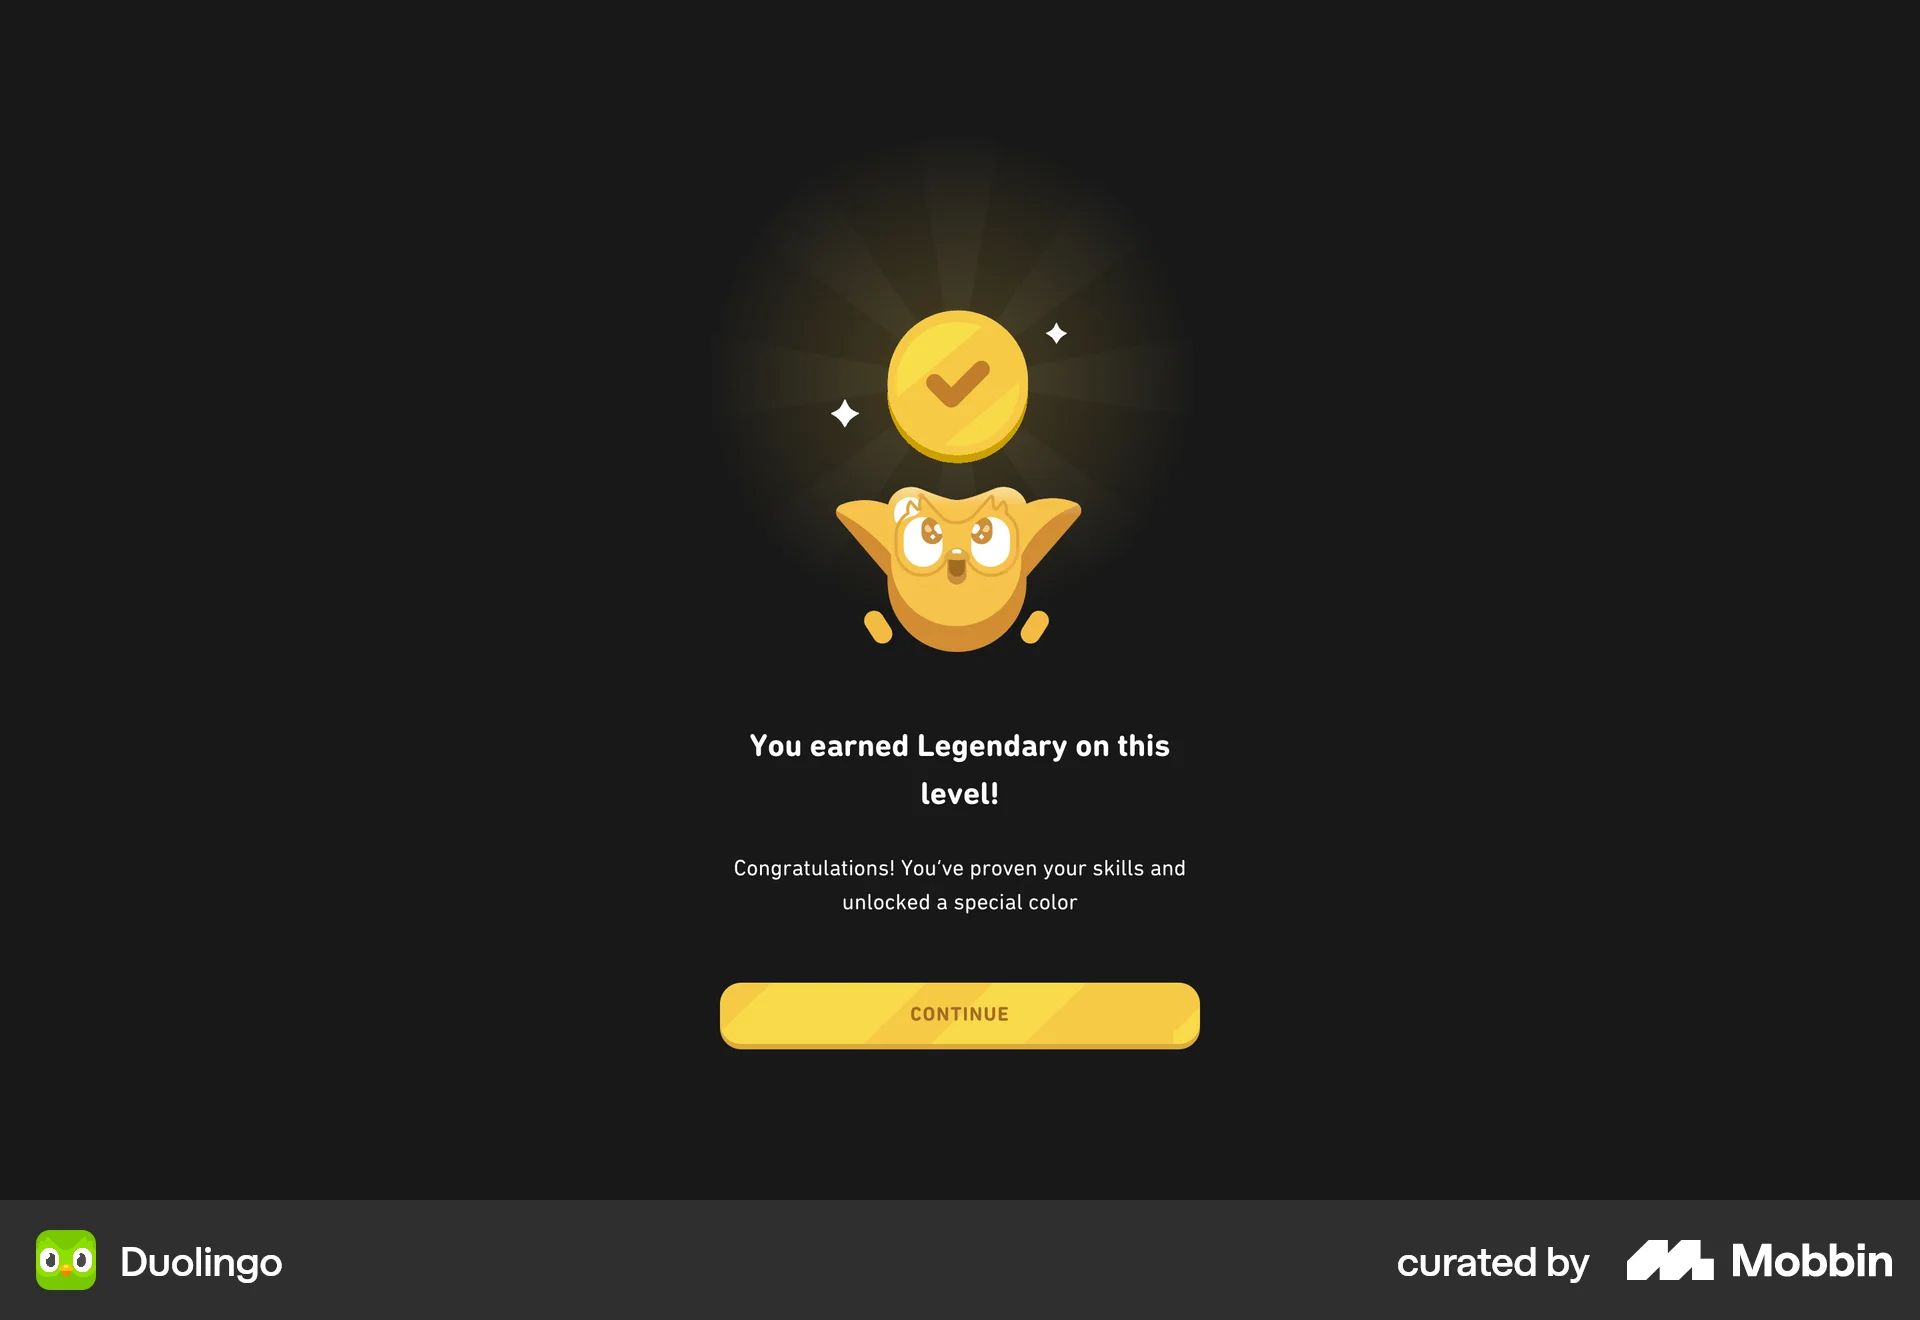 You earned Legendary on this
level!
Congratulations! You’ve proven your skills and
unlocked a special color
CONTINUE
Duolingo
curated by Mobbin